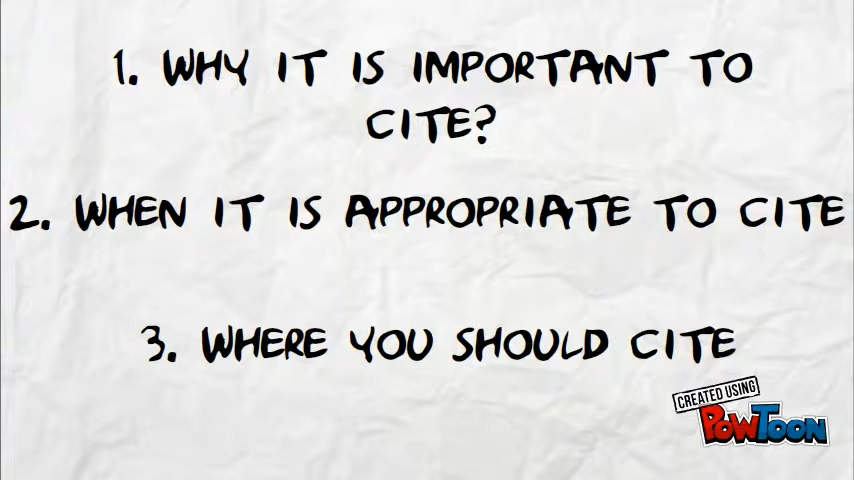 1. WHY IT IS IMPORTANT TO
CITE?
2. WHEN IT IS APPROPRIATE TO CITE
3. WHERE YOU SHOULD CITE
CREATED USING
POWTOON